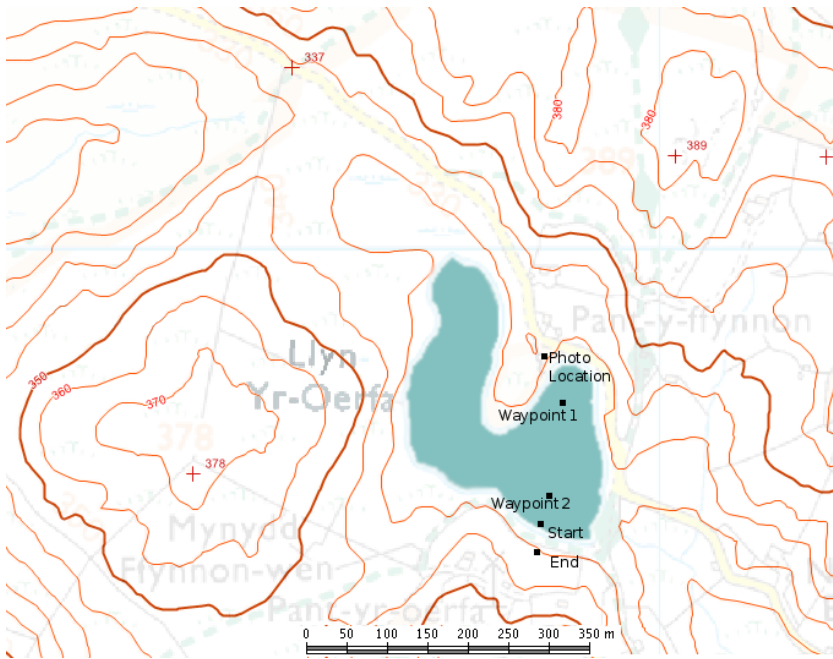 337
380
380
389
Pant-y-ffynnon
Photo
Location
Llyn
Yr-Oerfa
350
360
370
378
378
Waypoint 1
Waypoint 2
Start
End
Mynydd
Ffynnon-wen
Pant-yr-oerfa
0 50 100 150 200 250 300 350 m